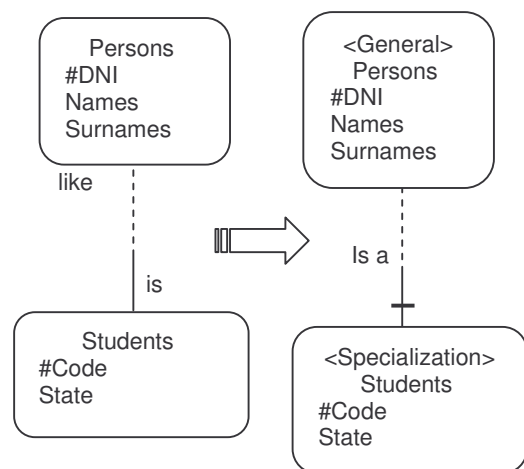 Persons
#DNI
Names
Surnames
like
is
Students
#Code
State
<General>
Persons
#DNI
Names
Surnames
Is a
<Specialization>
Students
#Code
State